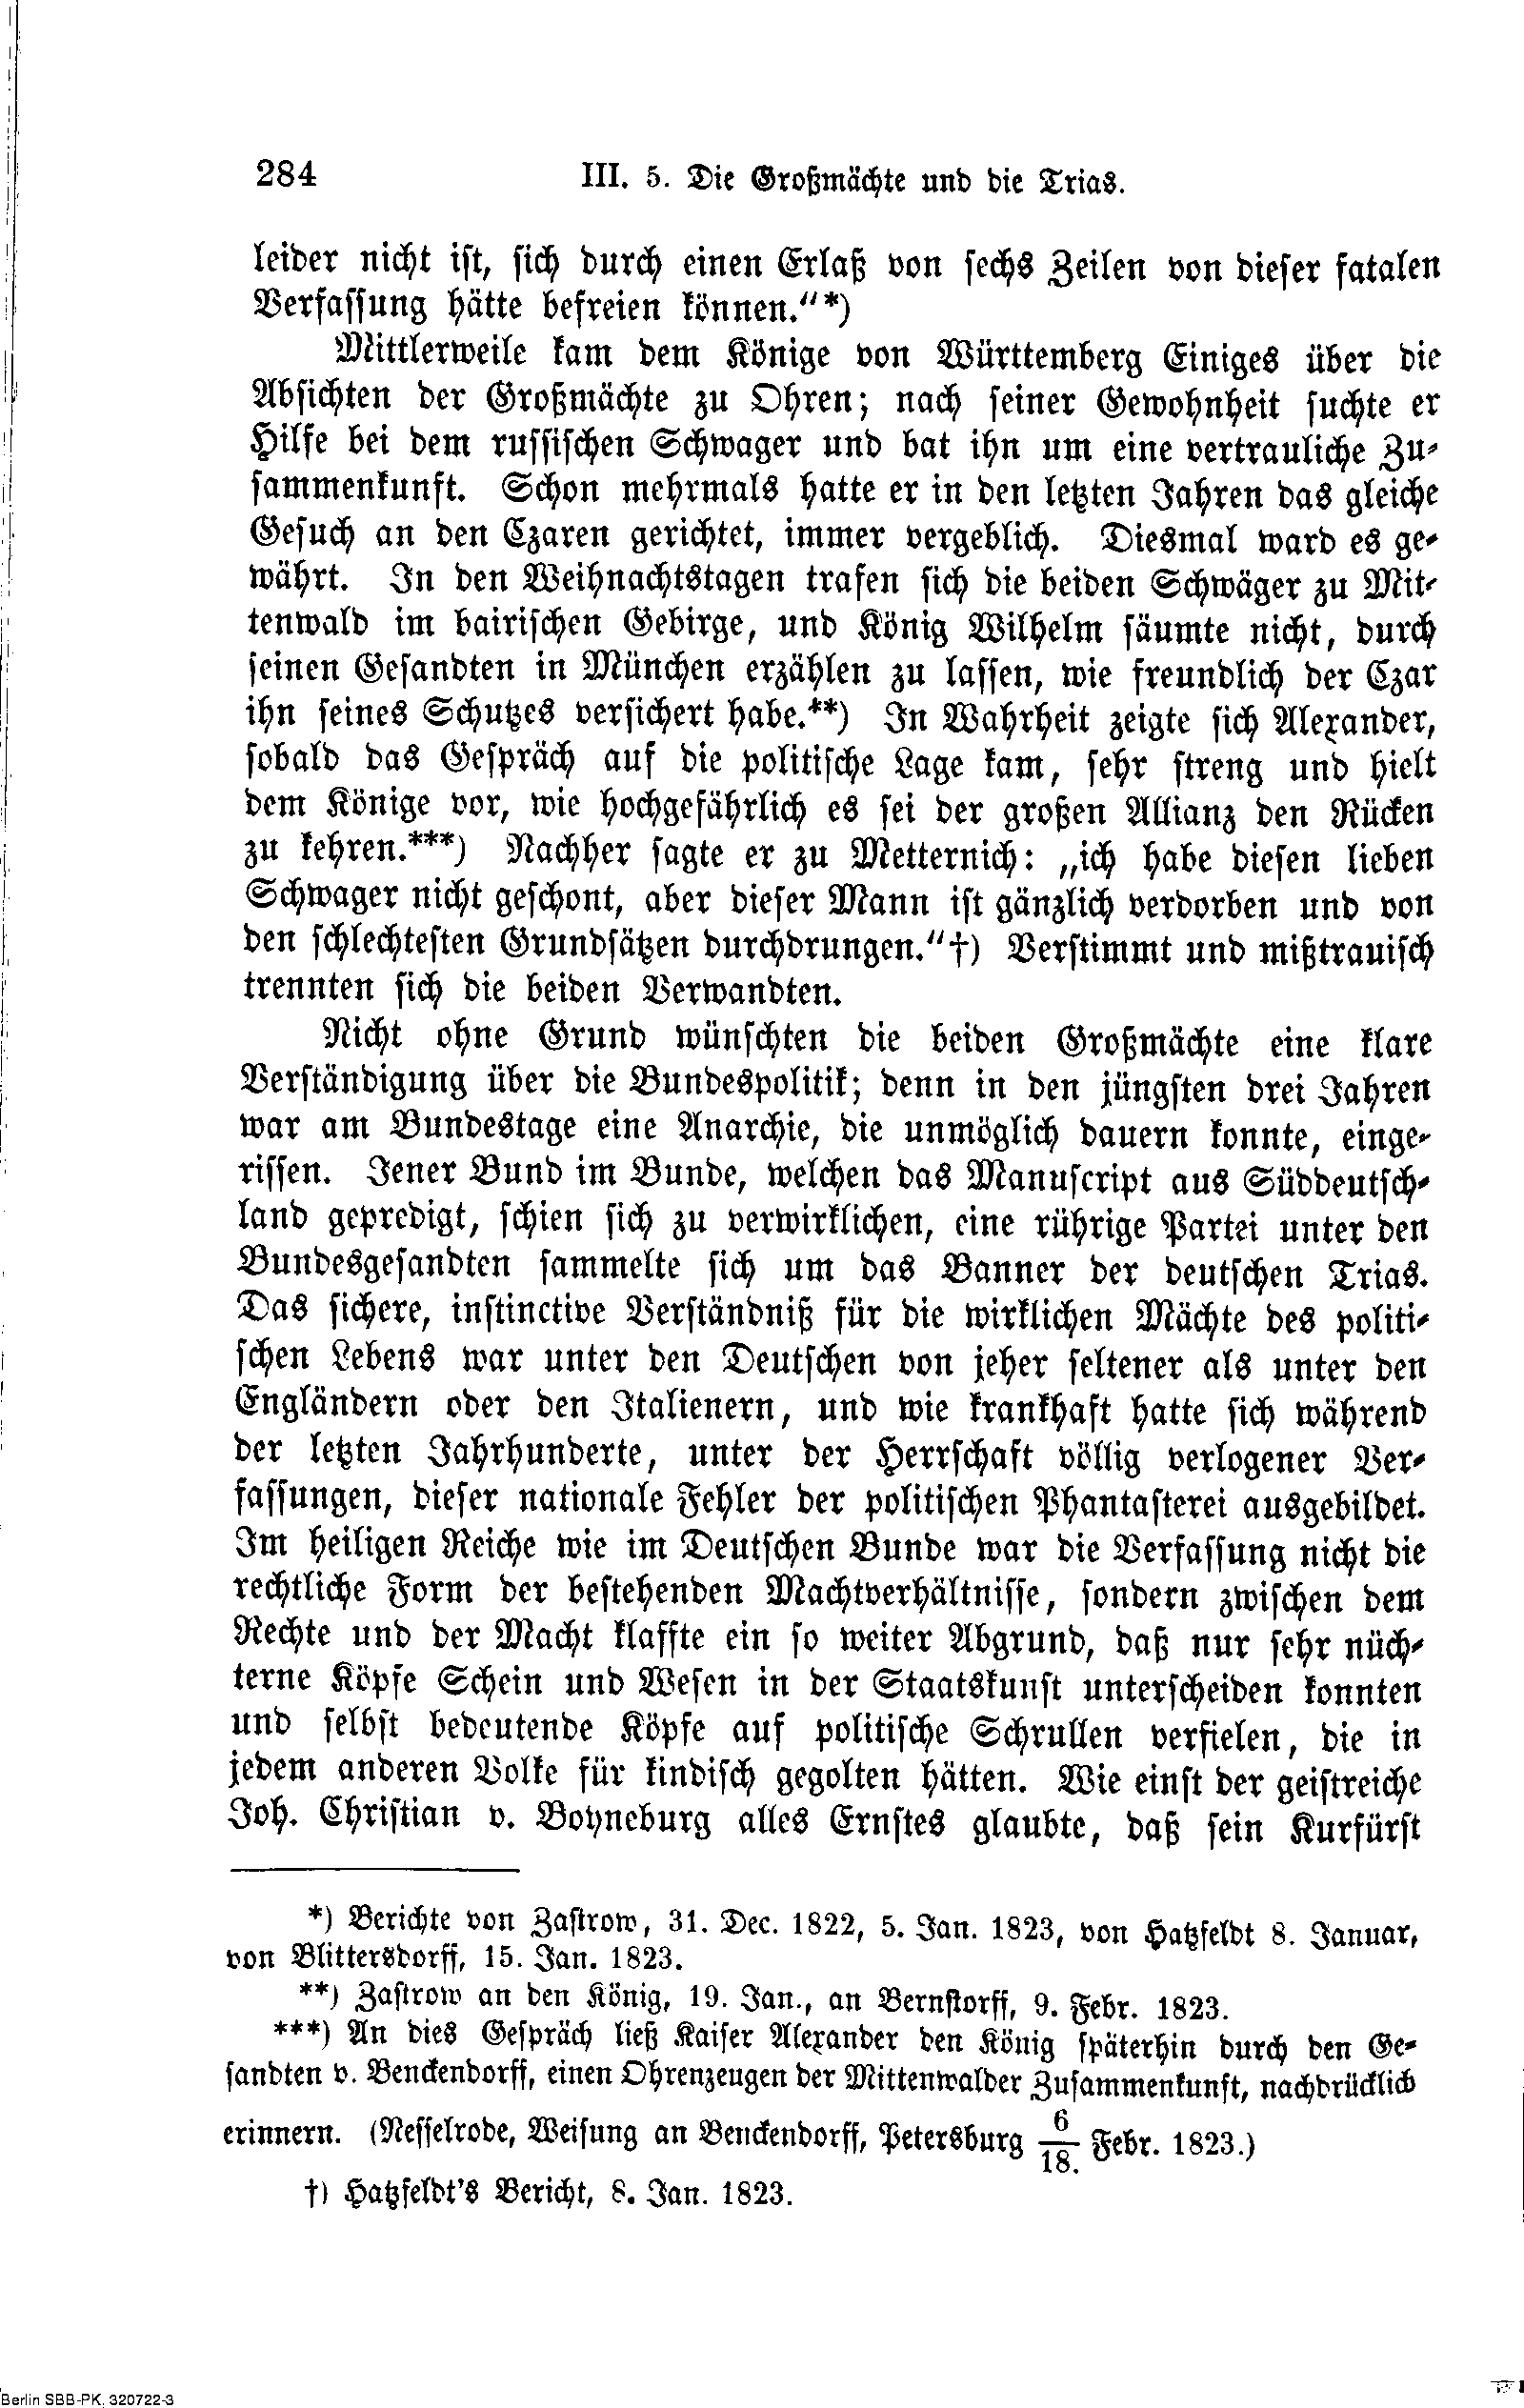 284
III. 5. Die Großmächte und die Trias.
leider nicht ist, sich durch einen Erlaß von sechs Zeilen von dieser fatalen
Verfassung hätte befreien können.“*)
Mittlerweile kam dem Könige von Württemberg Einiges über die
Absichten der Großmächte zu Ohren; nach seiner Gewohnheit suchte er
Hilfe bei dem russischen Schwager und bat ihn um eine vertrauliche Zu-
sammenkunft. Schon mehrmals hatte er in den letzten Jahren das gleiche
Gesuch an den Czaren gerichtet, immer vergeblich. Diesmal ward es ge-
währt. In den Weihnachtstagen trafen sich die beiden Schwäger zu Mit-
tenwald im bairischen Gebirge, und König Wilhelm säumte nicht, durch
seinen Gesandten in München erzählen zu lassen, wie freundlich der Czar
ihn seines Schutzes versichert habe.**) In Wahrheit zeigte sich Alexander,
sobald das Gespräch auf die politische Lage kam, sehr streng und hielt
dem Könige vor, wie hochgefährlich es sei der großen Allianz den Rücken
zu kehren.***) Nachher sagte er zu Metternich: „ich habe diesen lieben
Schwager nicht geschont, aber dieser Mann ist gänzlich verdorben und von
den schlechtesten Grundsätzen durchdrungen.“†) Verstimmt und mißtrauisch
trennten sich die beiden Verwandten.
Nicht ohne Grund wünschten die beiden Großmächte eine klare
Verständigung über die Bundespolitik; denn in den jüngsten drei Jahren
war am Bundestage eine Anarchie, die unmöglich dauern konnte, einge-
rissen. Jener Bund im Bunde, welchen das Manuscript aus Süddeutsch-
land gepredigt, schien sich zu verwirklichen, eine rührige Partei unter den
Bundesgesandten sammelte sich um das Banner der deutschen Trias.
Das sichere, instinctive Verständniß für die wirklichen Mächte des politi-
schen Lebens war unter den Deutschen von jeher seltener als unter den
Engländern oder den Italienern, und wie krankhaft hatte sich während
der letzten Jahrhunderte, unter der Herrschaft völlig verlogener Ver-
fassungen, dieser nationale Fehler der politischen Phantasterei ausgebildet.
Im heiligen Reiche wie im Deutschen Bunde war die Verfassung nicht die
rechtliche Form der bestehenden Machtverhältnisse, sondern zwischen dem
Rechte und der Macht klaffte ein so weiter Abgrund, daß nur sehr nüch-
terne Köpfe Schein und Wesen in der Staatskunst unterscheiden konnten
und selbst bedeutende Köpfe auf politische Schrullen verfielen, die in
jedem anderen Volke für kindisch gegolten hätten. Wie einst der geistreiche
Joh. Christian v. Boyneburg alles Ernstes glaubte, daß sein Kurfürst
*) Berichte von Zastrow, 31. Dec. 1822, 5. Jan. 1823, von Hatzfeldt 8. Januar,
von Blittersdorff, 15. Jan. 1823.
**) Zastrow an den König, 19. Jan., an Bernstorff, 9. Febr. 1823.
***) An dies Gespräch ließ Kaiser Alexander den König späterhin durch den Ge-
sandten v. Benckendorff, einen Ohrenzeugen der Mittenwalder Zusammenkunft, nachdrücklich
erinnern. (Nesselrode, Weisung an Benckendorff, Petersburg 6/18. Febr. 1823.)
†) Hatzfeldt's Bericht, 8. Jan. 1823.
Berlin SBB-PK, 320722-3